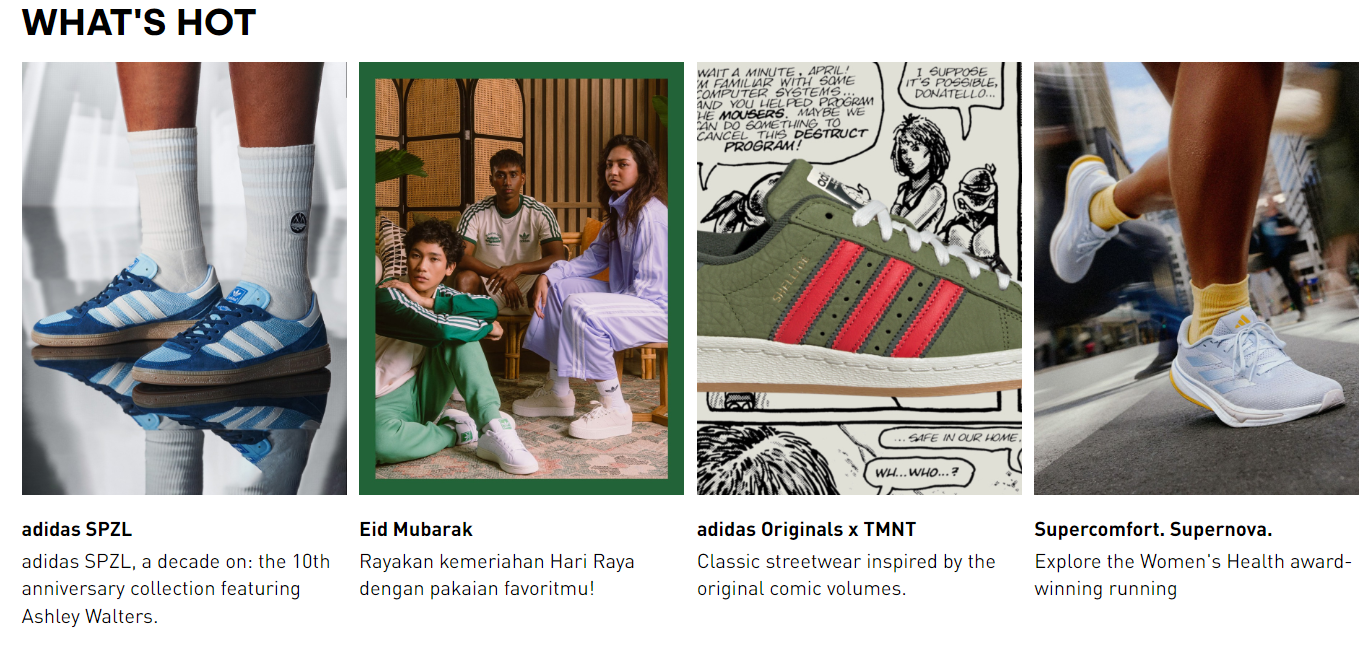 WHAT'S HOT
WAIT A MINUTE, APRIL!
I'M FAMILIAR WITH SOME
COMPUTER SYSTEMS...
AND YOU HELPED PROGRAM
THE MOUSERS. MAYBE WE
CAN DO SOMETHING TO
CANCEL THIS DESTRUCT
PROGRAM!
I SUPPOSE
IT'S POSSIBLE,
DONATELLO...
...SAFE IN OUR HOME.
WH...WHO...?
adidas SPZL
adidas SPZL, a decade on: the 10th
anniversary collection featuring
Ashley Walters.
Eid Mubarak
Rayakan kemeriahan Hari Raya
dengan pakaian favoritmu!
adidas Originals x TMNT
Classic streetwear inspired by the
original comic volumes.
Supercomfort. Supernova.
Explore the Women's Health award-
winning running